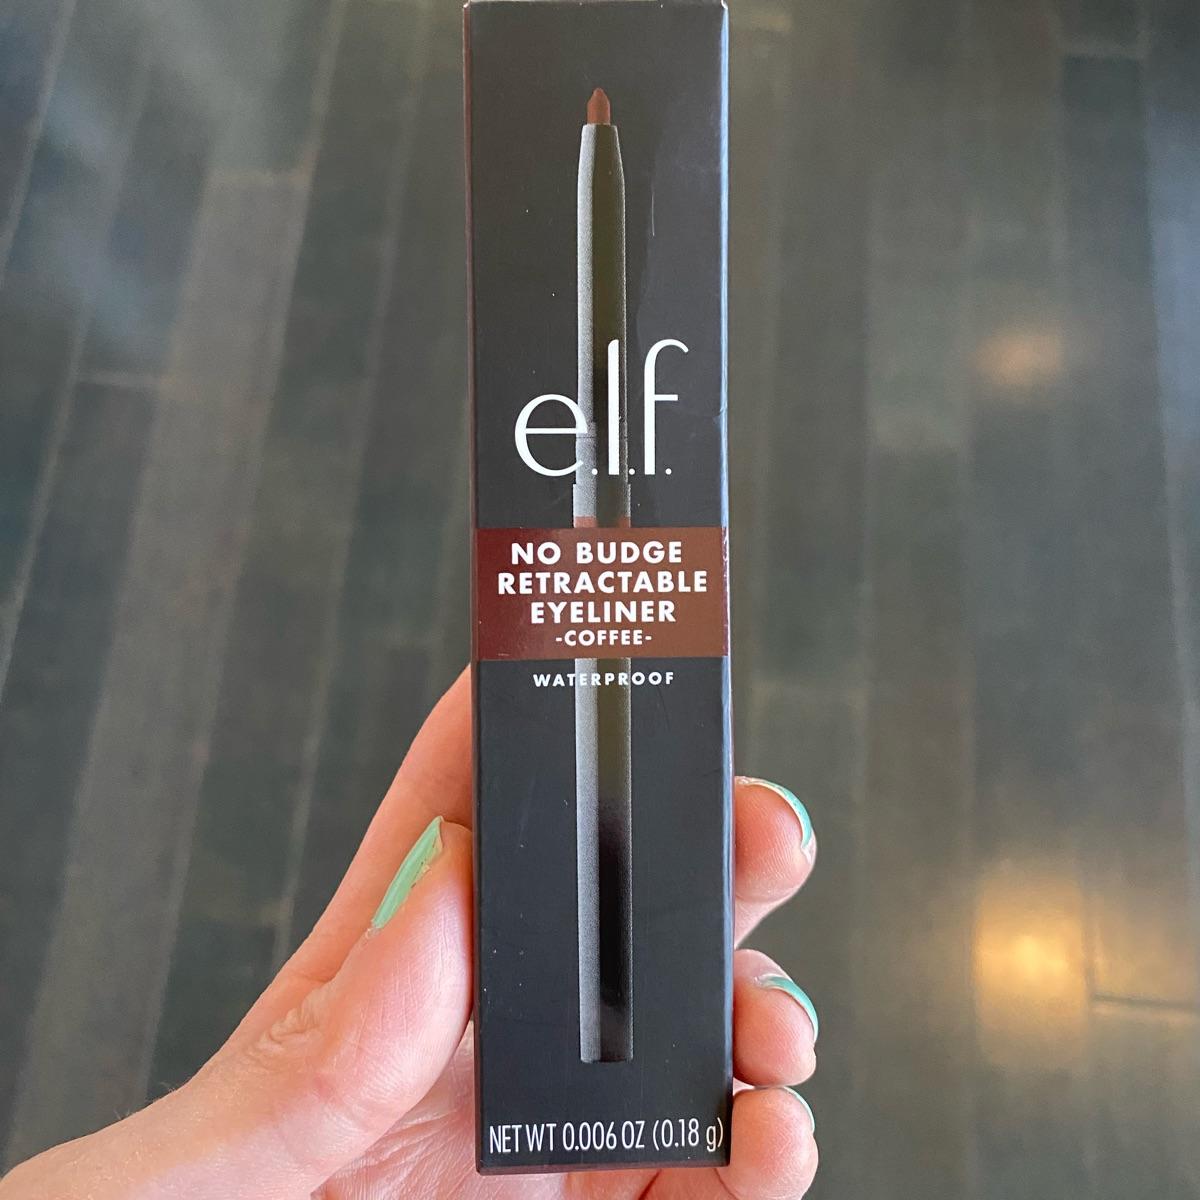 e.l.f.
NO BUDGE
RETRACTABLE
EYELINER
-COFFEE-
WATERPROOF
NET WT 0.006 OZ (0.18 g)